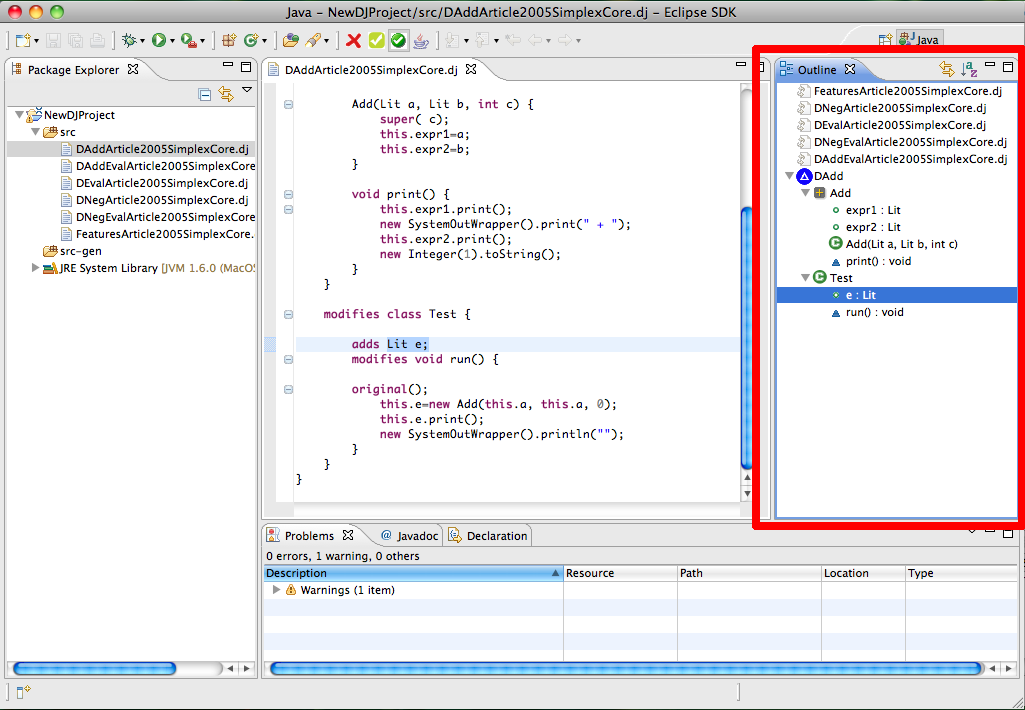 Java – NewDJProject/src/DAddArticle2005SimplexCore.dj – Eclipse SDK
Java
Package Explorer
NewDJProject
src
DAddArticle2005SimplexCore.dj
DAddEvalArticle2005SimplexCore
DEvalArticle2005SimplexCore.dj
DNegArticle2005SimplexCore.dj
DNegEvalArticle2005SimplexCore
FeaturesArticle2005SimplexCore.
src-gen
JRE System Library [JVM 1.6.0 (MacOS
DAddArticle2005SimplexCore.dj
Add(Lit a, Lit b, int c) {
super( c);
this.expr1=a;
this.expr2=b;
}
void print() {
this.expr1.print();
new SystemOutWrapper().print(" + ");
this.expr2.print();
new Integer(1).toString();
}
}
modifies class Test {
adds Lit e;
modifies void run() {
original();
this.e=new Add(this.a, this.a, 0);
this.e.print();
new SystemOutWrapper().println("");
}
}
}
Outline
FeaturesArticle2005SimplexCore.dj
DNegArticle2005SimplexCore.dj
DEvalArticle2005SimplexCore.dj
DNegEvalArticle2005SimplexCore.dj
DAddEvalArticle2005SimplexCore.dj
DAdd
Add
expr1 : Lit
expr2 : Lit
Add(Lit a, Lit b, int c)
print() : void
Test
e : Lit
run() : void
Problems
@ Javadoc
Declaration
0 errors, 1 warning, 0 others
Description Resource Path Location Type
Warnings (1 item)